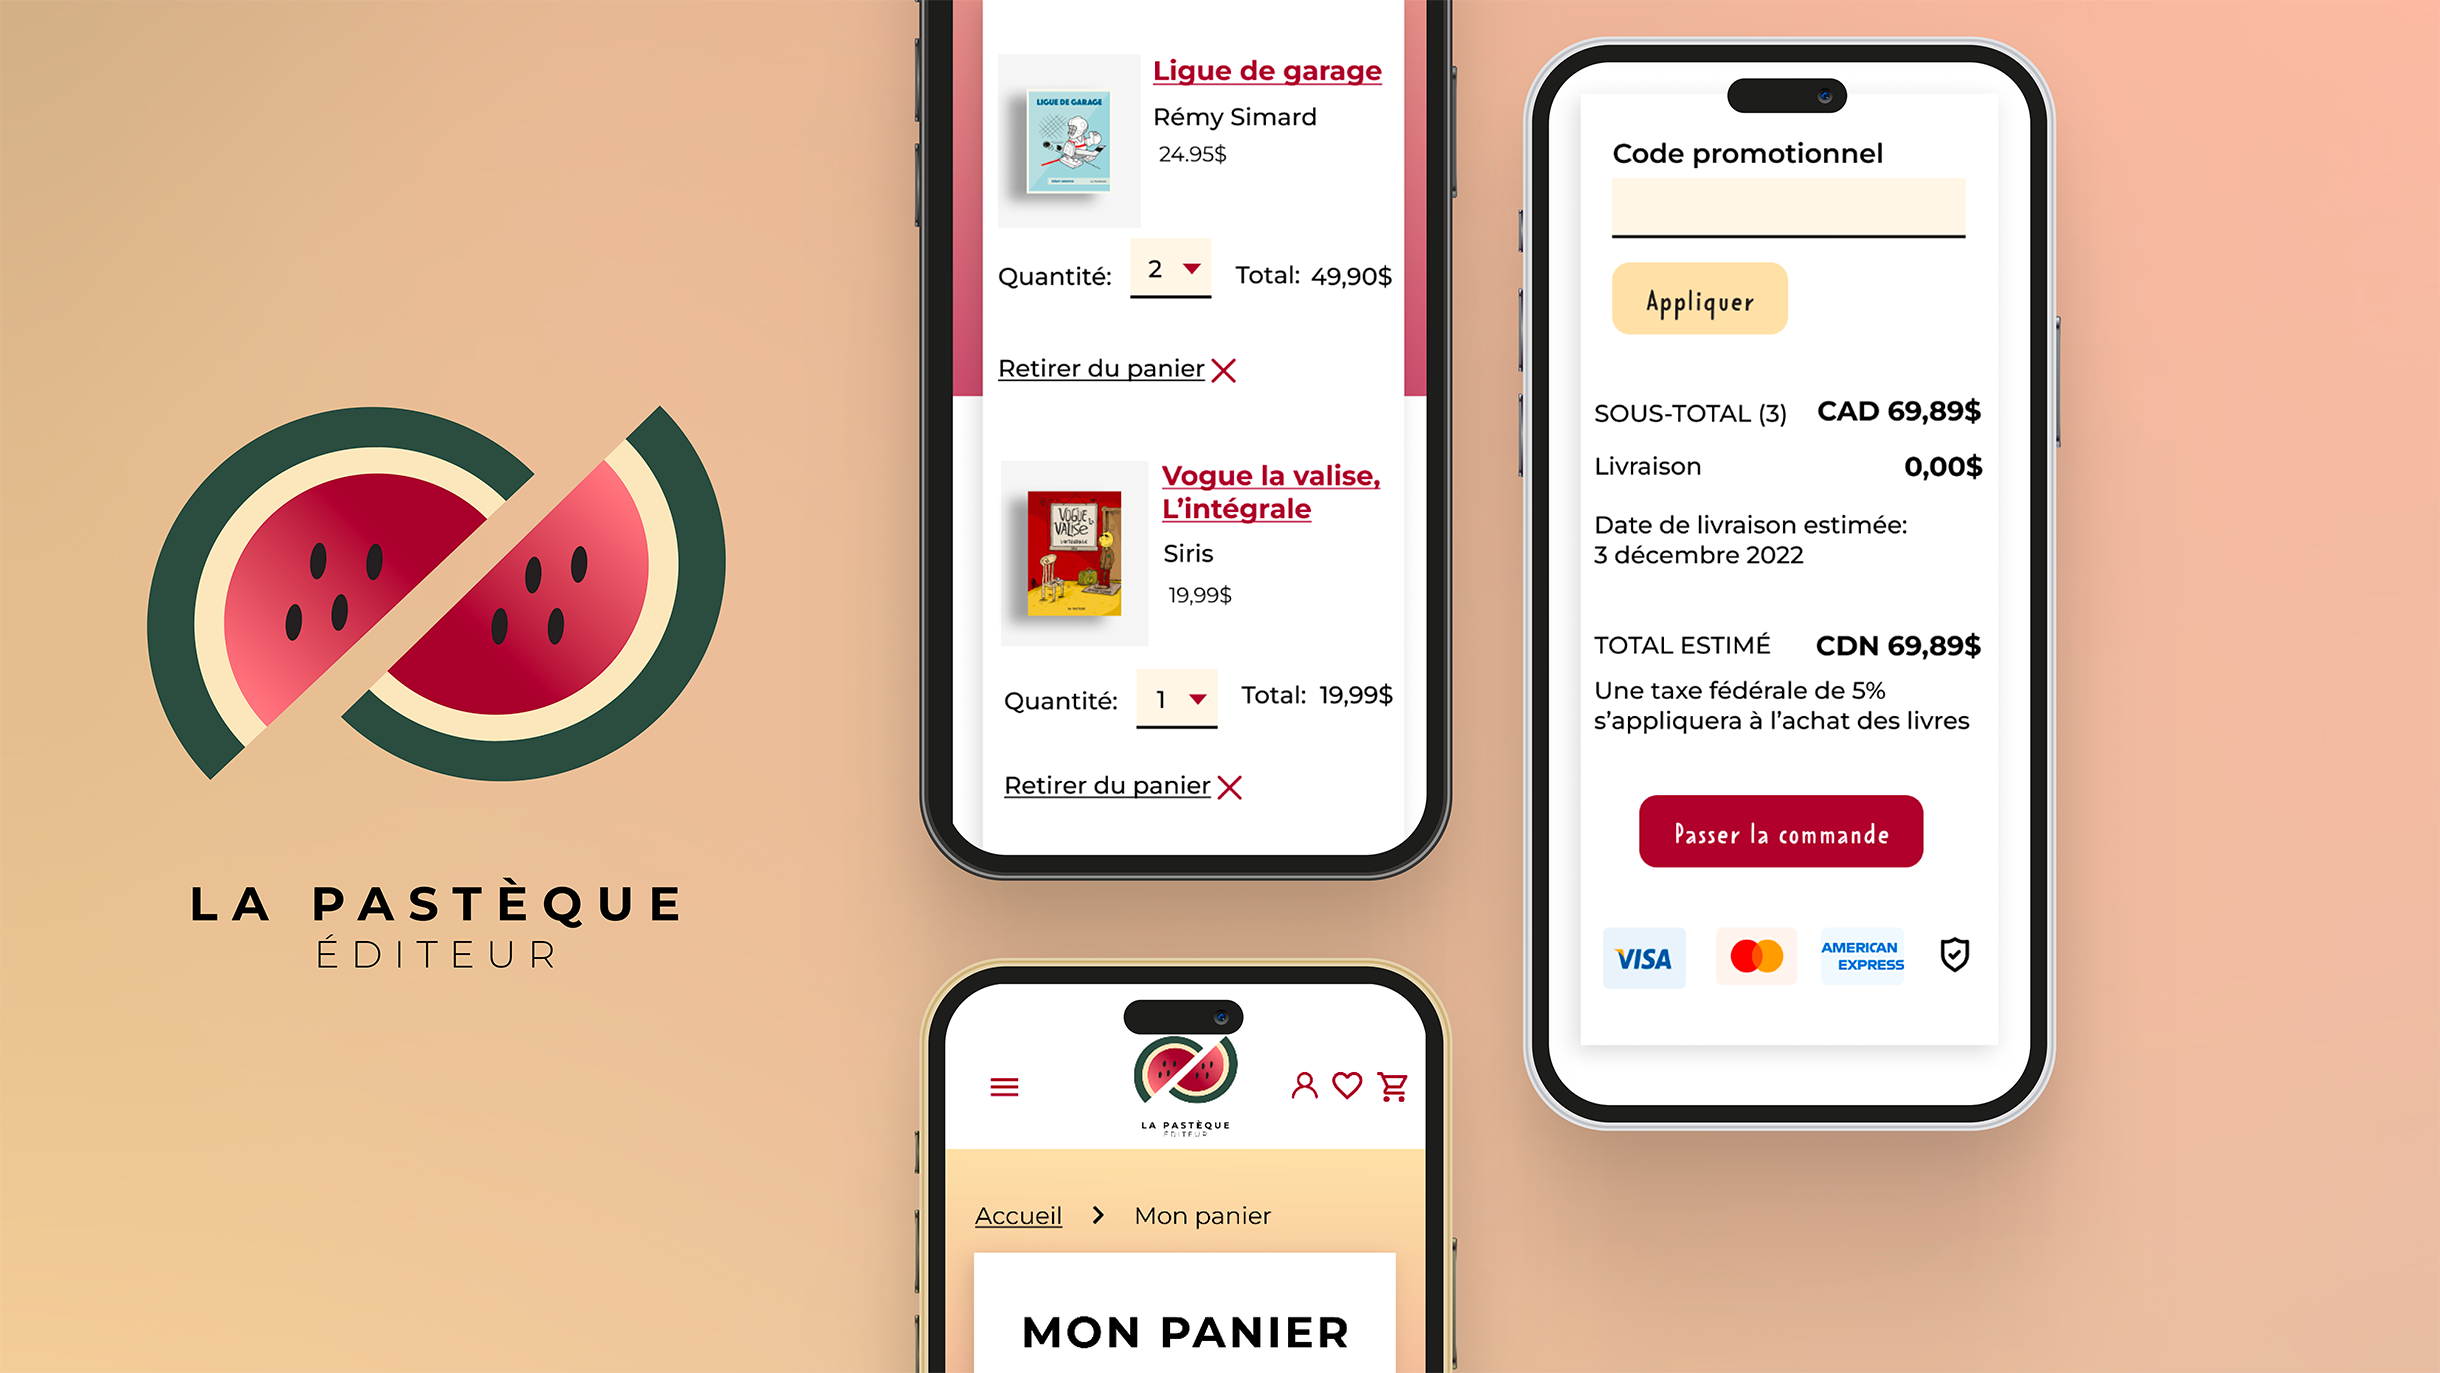 LA PASTÈQUE
ÉDITEUR
LIGUE DE GARAGE
Ligue de garage
Rémy Simard
24.95$
Quantité: 2 Total: 49,90$
Retirer du panier
VOGUE LA
VALISE
L'INTÉGRALE
Vogue la valise,
L'intégrale
Siris
19,99$
Quantité: 1 Total: 19,99$
Retirer du panier
LA PASTÈQUE
ÉDITEUR
Accueil > Mon panier
MON PANIER
Code promotionnel
Appliquer
SOUS-TOTAL (3) CAD 69,89$
Livraison 0,00$
Date de livraison estimée:
3 décembre 2022
TOTAL ESTIMÉ CDN 69,89$
Une taxe fédérale de 5%
s'appliquera à l'achat des livres
Passer la commande
VISA
AMERICAN
EXPRESS